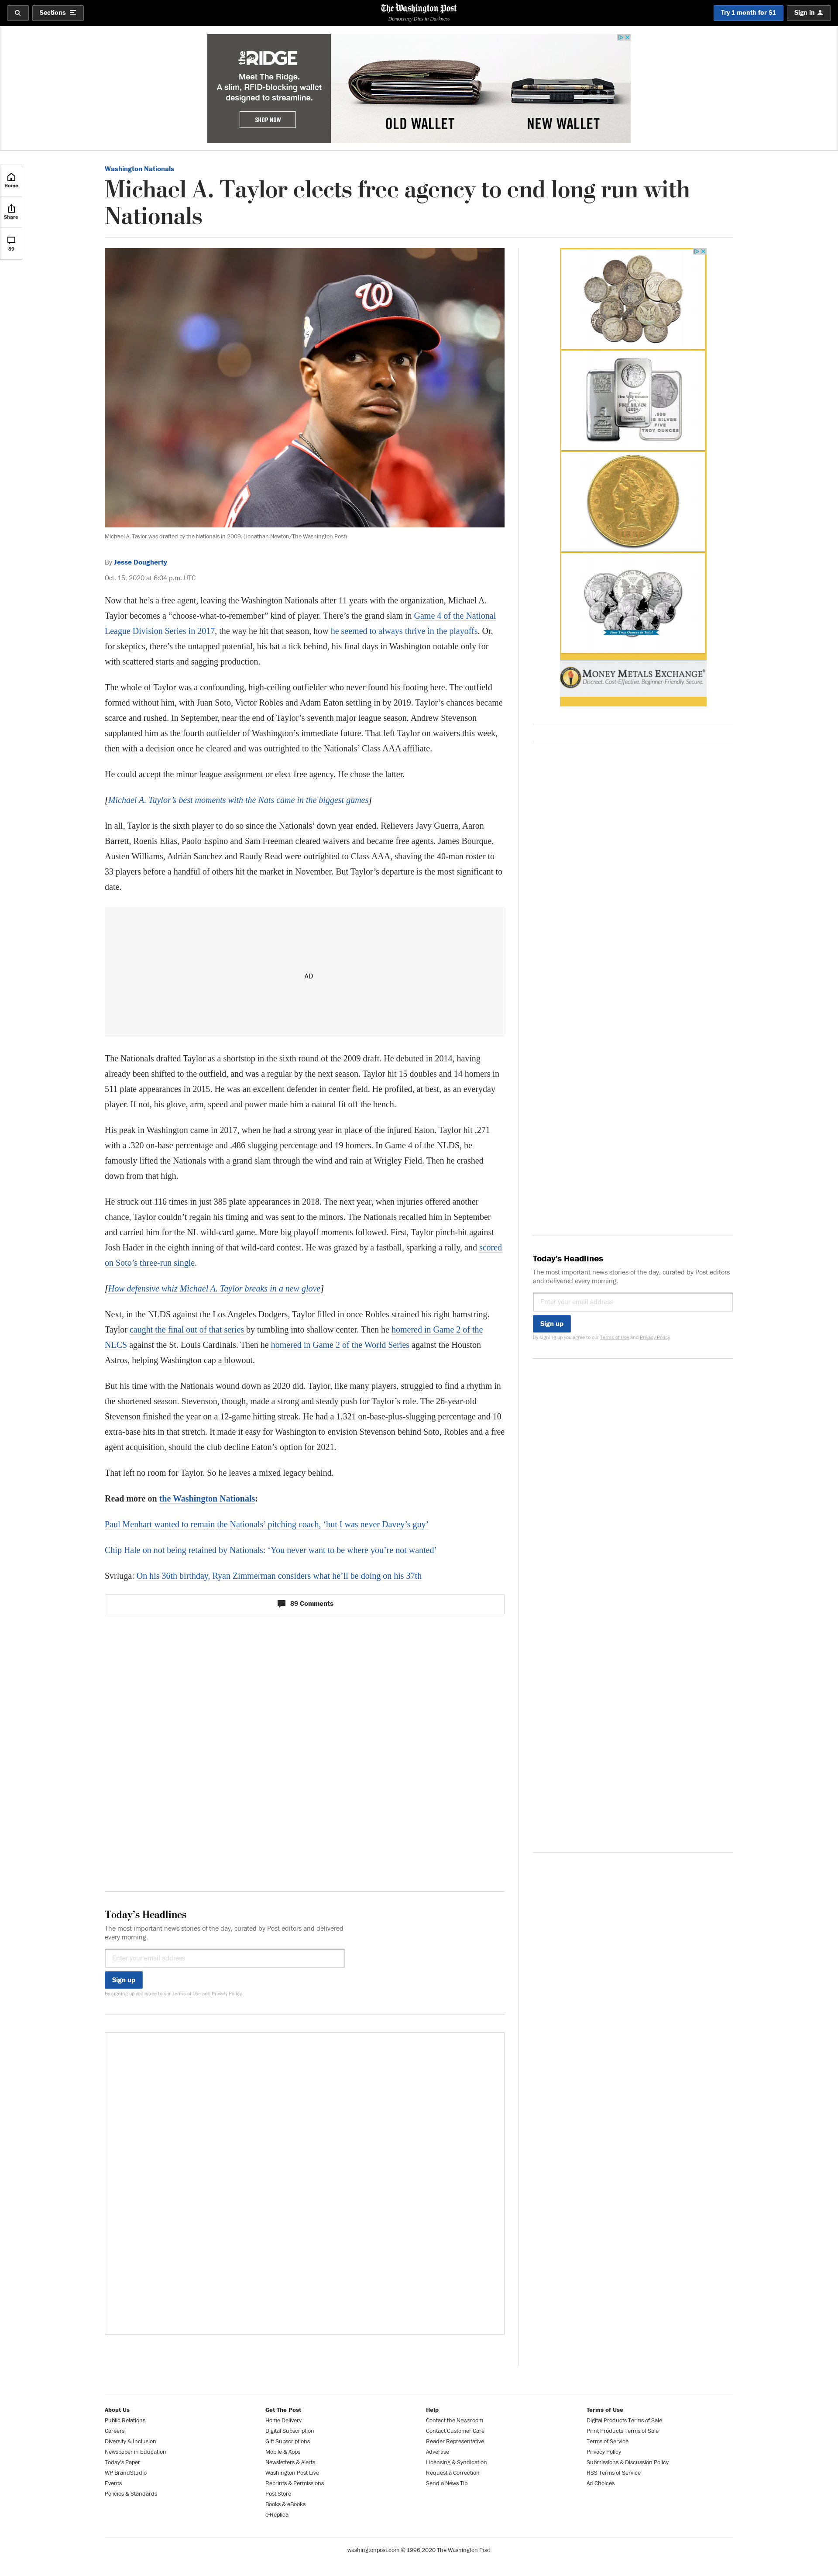 Sections
The Washington Post
Democracy Dies in Darkness
Try 1 month for $1
Sign in
the RIDGE
Meet The Ridge.
A slim, RFID-blocking wallet
designed to streamline.
SHOP NOW
OLD WALLET
NEW WALLET
Home
Share
89
Washington Nationals
Michael A. Taylor elects free agency to end long run with
Nationals
Michael A. Taylor was drafted by the Nationals in 2009. (Jonathan Newton/The Washington Post)
By Jesse Dougherty
Oct. 15, 2020 at 6:04 p.m. UTC
Now that he’s a free agent, leaving the Washington Nationals after 11 years with the organization, Michael A.
Taylor becomes a “choose-what-to-remember” kind of player. There’s the grand slam in Game 4 of the National
League Division Series in 2017, the way he hit that season, how he seemed to always thrive in the playoffs. Or,
for skeptics, there’s the untapped potential, his bat a tick behind, his final days in Washington notable only for
with scattered starts and sagging production.
The whole of Taylor was a confounding, high-ceiling outfielder who never found his footing here. The outfield
formed without him, with Juan Soto, Victor Robles and Adam Eaton settling in by 2019. Taylor’s chances became
scarce and rushed. In September, near the end of Taylor’s seventh major league season, Andrew Stevenson
supplanted him as the fourth outfielder of Washington’s immediate future. That left Taylor on waivers this week,
then with a decision once he cleared and was outrighted to the Nationals’ Class AAA affiliate.
He could accept the minor league assignment or elect free agency. He chose the latter.
[Michael A. Taylor’s best moments with the Nats came in the biggest games]
In all, Taylor is the sixth player to do so since the Nationals’ down year ended. Relievers Javy Guerra, Aaron
Barrett, Roenis Elías, Paolo Espino and Sam Freeman cleared waivers and became free agents. James Bourque,
Austen Williams, Adrián Sanchez and Raudy Read were outrighted to Class AAA, shaving the 40-man roster to
33 players before a handful of others hit the market in November. But Taylor’s departure is the most significant to
date.
AD
The Nationals drafted Taylor as a shortstop in the sixth round of the 2009 draft. He debuted in 2014, having
already been shifted to the outfield, and was a regular by the next season. Taylor hit 15 doubles and 14 homers in
511 plate appearances in 2015. He was an excellent defender in center field. He profiled, at best, as an everyday
player. If not, his glove, arm, speed and power made him a natural fit off the bench.
His peak in Washington came in 2017, when he had a strong year in place of the injured Eaton. Taylor hit .271
with a .320 on-base percentage and .486 slugging percentage and 19 homers. In Game 4 of the NLDS, he
famously lifted the Nationals with a grand slam through the wind and rain at Wrigley Field. Then he crashed
down from that high.
He struck out 116 times in just 385 plate appearances in 2018. The next year, when injuries offered another
chance, Taylor couldn’t regain his timing and was sent to the minors. The Nationals recalled him in September
and carried him for the NL wild-card game. More big playoff moments followed. First, Taylor pinch-hit against
Josh Hader in the eighth inning of that wild-card contest. He was grazed by a fastball, sparking a rally, and scored
on Soto’s three-run single.
[How defensive whiz Michael A. Taylor breaks in a new glove]
Next, in the NLDS against the Los Angeles Dodgers, Taylor filled in once Robles strained his right hamstring.
Taylor caught the final out of that series by tumbling into shallow center. Then he homered in Game 2 of the
NLCS against the St. Louis Cardinals. Then he homered in Game 2 of the World Series against the Houston
Astros, helping Washington cap a blowout.
But his time with the Nationals wound down as 2020 did. Taylor, like many players, struggled to find a rhythm in
the shortened season. Stevenson, though, made a strong and steady push for Taylor’s role. The 26-year-old
Stevenson finished the year on a 12-game hitting streak. He had a 1.321 on-base-plus-slugging percentage and 10
extra-base hits in that stretch. It made it easy for Washington to envision Stevenson behind Soto, Robles and a free
agent acquisition, should the club decline Eaton’s option for 2021.
That left no room for Taylor. So he leaves a mixed legacy behind.
Read more on the Washington Nationals:
Paul Menhart wanted to remain the Nationals’ pitching coach, ‘but I was never Davey’s guy’
Chip Hale on not being retained by Nationals: ‘You never want to be where you’re not wanted’
Svrluga: On his 36th birthday, Ryan Zimmerman considers what he’ll be doing on his 37th
89 Comments
MONEY METALS EXCHANGE®
Discreet. Cost-Effective. Beginner-Friendly. Secure.
Today’s Headlines
The most important news stories of the day, curated by Post editors
and delivered every morning.
Enter your email address
Sign up
By signing up you agree to our Terms of Use and Privacy Policy
Today’s Headlines
The most important news stories of the day, curated by Post editors and delivered
every morning.
Enter your email address
Sign up
By signing up you agree to our Terms of Use and Privacy Policy
About Us
Public Relations
Careers
Diversity & Inclusion
Newspaper in Education
Today's Paper
WP BrandStudio
Events
Policies & Standards
Get The Post
Home Delivery
Digital Subscription
Gift Subscriptions
Mobile & Apps
Newsletters & Alerts
Washington Post Live
Reprints & Permissions
Post Store
Books & eBooks
e-Replica
Help
Contact the Newsroom
Contact Customer Care
Reader Representative
Advertise
Licensing & Syndication
Request a Correction
Send a News Tip
Terms of Use
Digital Products Terms of Sale
Print Products Terms of Sale
Terms of Service
Privacy Policy
Submissions & Discussion Policy
RSS Terms of Service
Ad Choices
washingtonpost.com © 1996-2020 The Washington Post